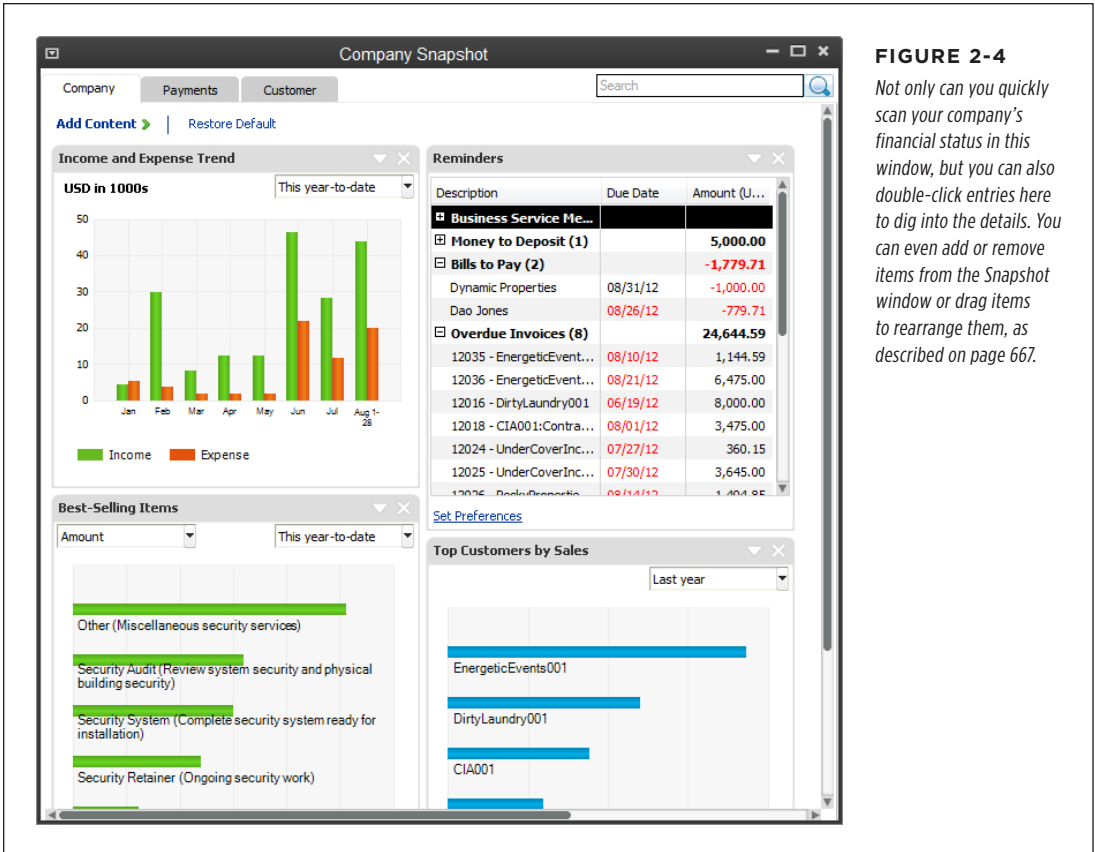 Company Snapshot
Company
Payments
Customer
Search
Add Content
Restore Default
Income and Expense Trend
USD in 1000s
This year-to-date
50
40
30
20
10
0
Jan
Feb
Mar
Apr
May
Jun
Jul
Aug 1-
28
Income
Expense
Reminders
Description Due Date Amount (U...
Business Service Me...
Money to Deposit (1) 5,000.00
Bills to Pay (2) -1,779.71
Dynamic Properties 08/31/12 -1,000.00
Dao Jones 08/26/12 -779.71
Overdue Invoices (8) 24,644.59
12035 - EnergeticEvent... 08/10/12 1,144.59
12036 - EnergeticEvent... 08/21/12 6,475.00
12016 - DirtyLaundry001 06/19/12 8,000.00
12018 - CIA001:Contra... 08/01/12 3,475.00
12024 - UnderCoverInc... 07/27/12 360.15
12025 - UnderCoverInc... 07/30/12 3,645.00
Set Preferences
Best-Selling Items
Amount
This year-to-date
Other (Miscellaneous security services)
Security Audit (Review system security and physical
building security)
Security System (Complete security system ready for
installation)
Security Retainer (Ongoing security work)
Top Customers by Sales
Last year
EnergeticEvents001
DirtyLaundry001
CIA001
FIGURE 2-4
Not only can you quickly
scan your company's
financial status in this
window, but you can also
double-click entries here
to dig into the details. You
can even add or remove
items from the Snapshot
window or drag items
to rearrange them, as
described on page 667.